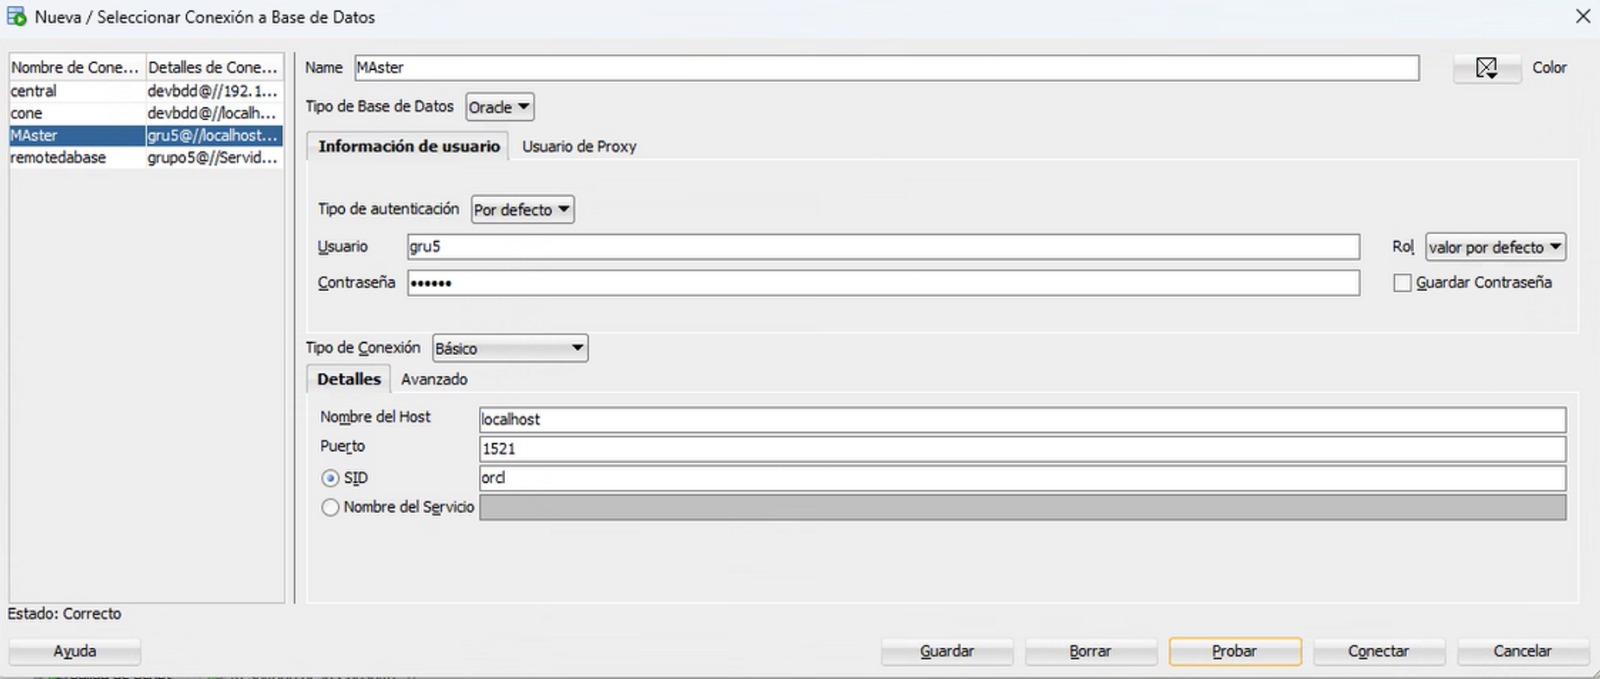 Nueva / Seleccionar Conexión a Base de Datos
Nombre de Cone... Detalles de Cone...
central devbdd@//192.1...
cone devbdd@//localh...
MAster gru5@//localhost...
remotedabase grupo5@//Servid...
Name MAster Color
Tipo de Base de Datos Oracle
Información de usuario Usuario de Proxy
Tipo de autenticación Por defecto
Usuario gru5 Rol valor por defecto
Contraseña •••••• Guardar Contraseña
Tipo de Conexión Básico
Detalles Avanzado
Nombre del Host localhost
Puerto 1521
SID orcl
Nombre del Servicio
Estado: Correcto
Ayuda Guardar Borrar Probar Conectar Cancelar